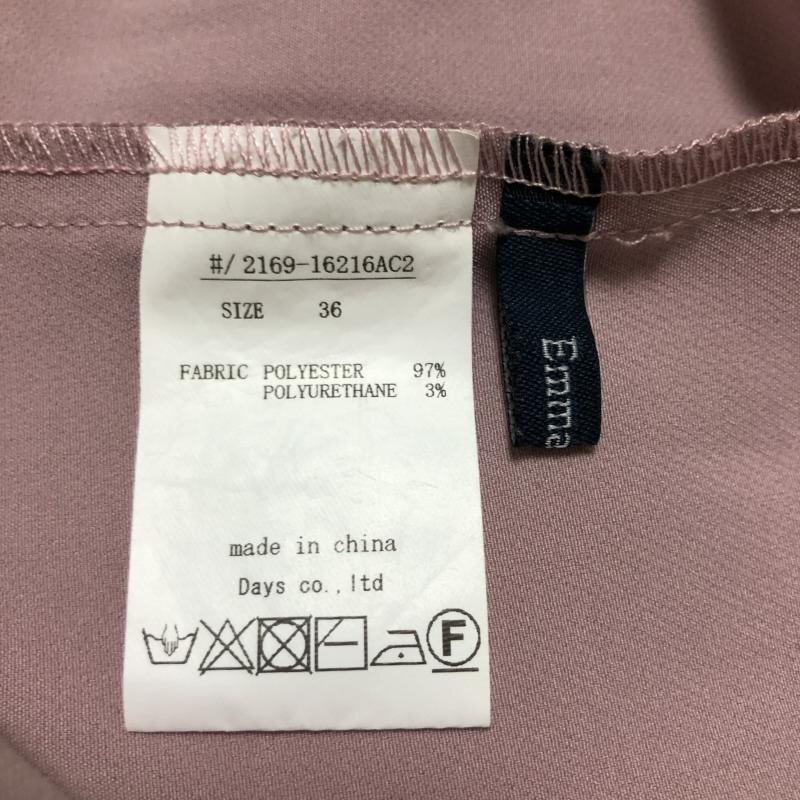 #/ 2169-16216AC2
SIZE 36
FABRIC POLYESTER 97%
POLYURETHANE 3%
made in china
Days co.,ltd
F
Emma